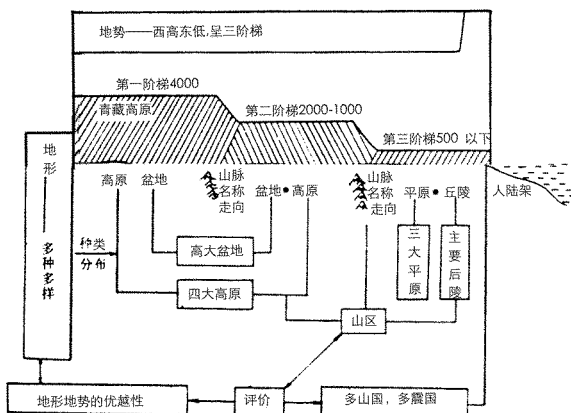 地势——西高东低,呈三阶梯
第一阶梯4000
青藏高原
第二阶梯2000-1000
第三阶梯500 以下
地形——多种多样
高原
盆地
山脉
名称
走向
盆地•高原
山脉
名称
走向
平原•丘陵
人陆架
种类
分布
高大盆地
四大高原
三大平原
主要后陵
山区
地形地势的优越性
评价
多山国,多震国